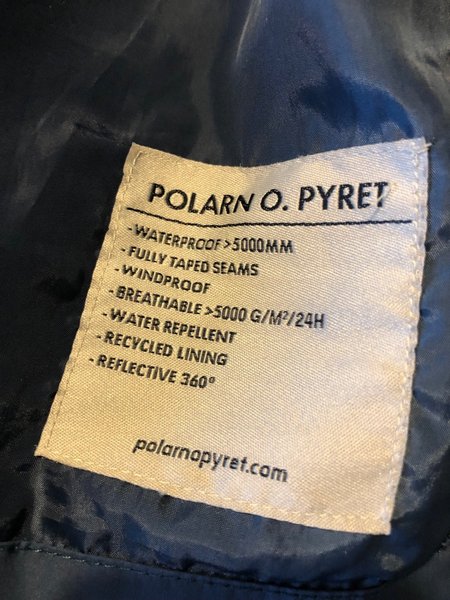 POLARN O. PYRET
- WATERPROOF >5000MM
- FULLY TAPED SEAMS
- WINDPROOF
- BREATHABLE >5000 G/M²/24H
- WATER REPELLENT
- RECYCLED LINING
- REFLECTIVE 360º
polarnopyret.com